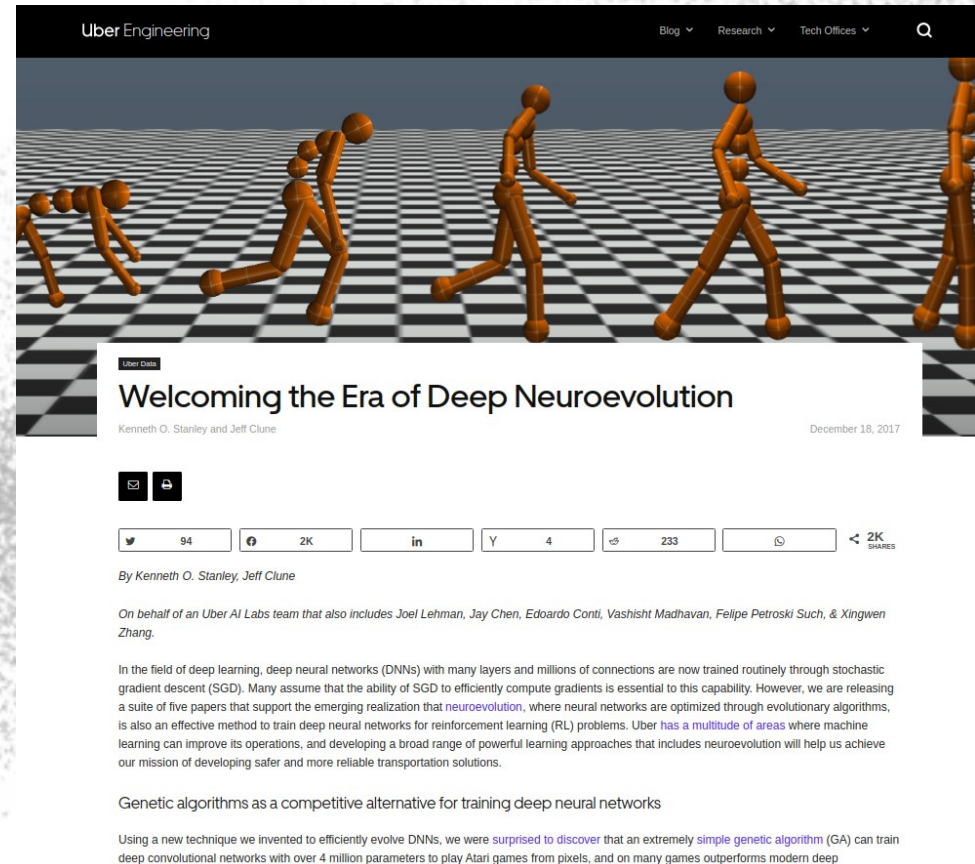 Uber Engineering
Blog Research Tech Offices
Uber Data
Welcoming the Era of Deep Neuroevolution
Kenneth O. Stanley and Jeff Clune December 18, 2017
94 2K in Y 4 233 2K SHARES
By Kenneth O. Stanley, Jeff Clune
On behalf of an Uber AI Labs team that also includes Joel Lehman, Jay Chen, Edoardo Conti, Vashisht Madhavan, Felipe Petroski Such, & Xingwen
Zhang.
In the field of deep learning, deep neural networks (DNNs) with many layers and millions of connections are now trained routinely through stochastic
gradient descent (SGD). Many assume that the ability of SGD to efficiently compute gradients is essential to this capability. However, we are releasing
a suite of five papers that support the emerging realization that neuroevolution, where neural networks are optimized through evolutionary algorithms,
is also an effective method to train deep neural networks for reinforcement learning (RL) problems. Uber has a multitude of areas where machine
learning can improve its operations, and developing a broad range of powerful learning approaches that includes neuroevolution will help us achieve
our mission of developing safer and more reliable transportation solutions.
Genetic algorithms as a competitive alternative for training deep neural networks
Using a new technique we invented to efficiently evolve DNNs, we were surprised to discover that an extremely simple genetic algorithm (GA) can train
deep convolutional networks with over 4 million parameters to play Atari games from pixels, and on many games outperforms modern deep